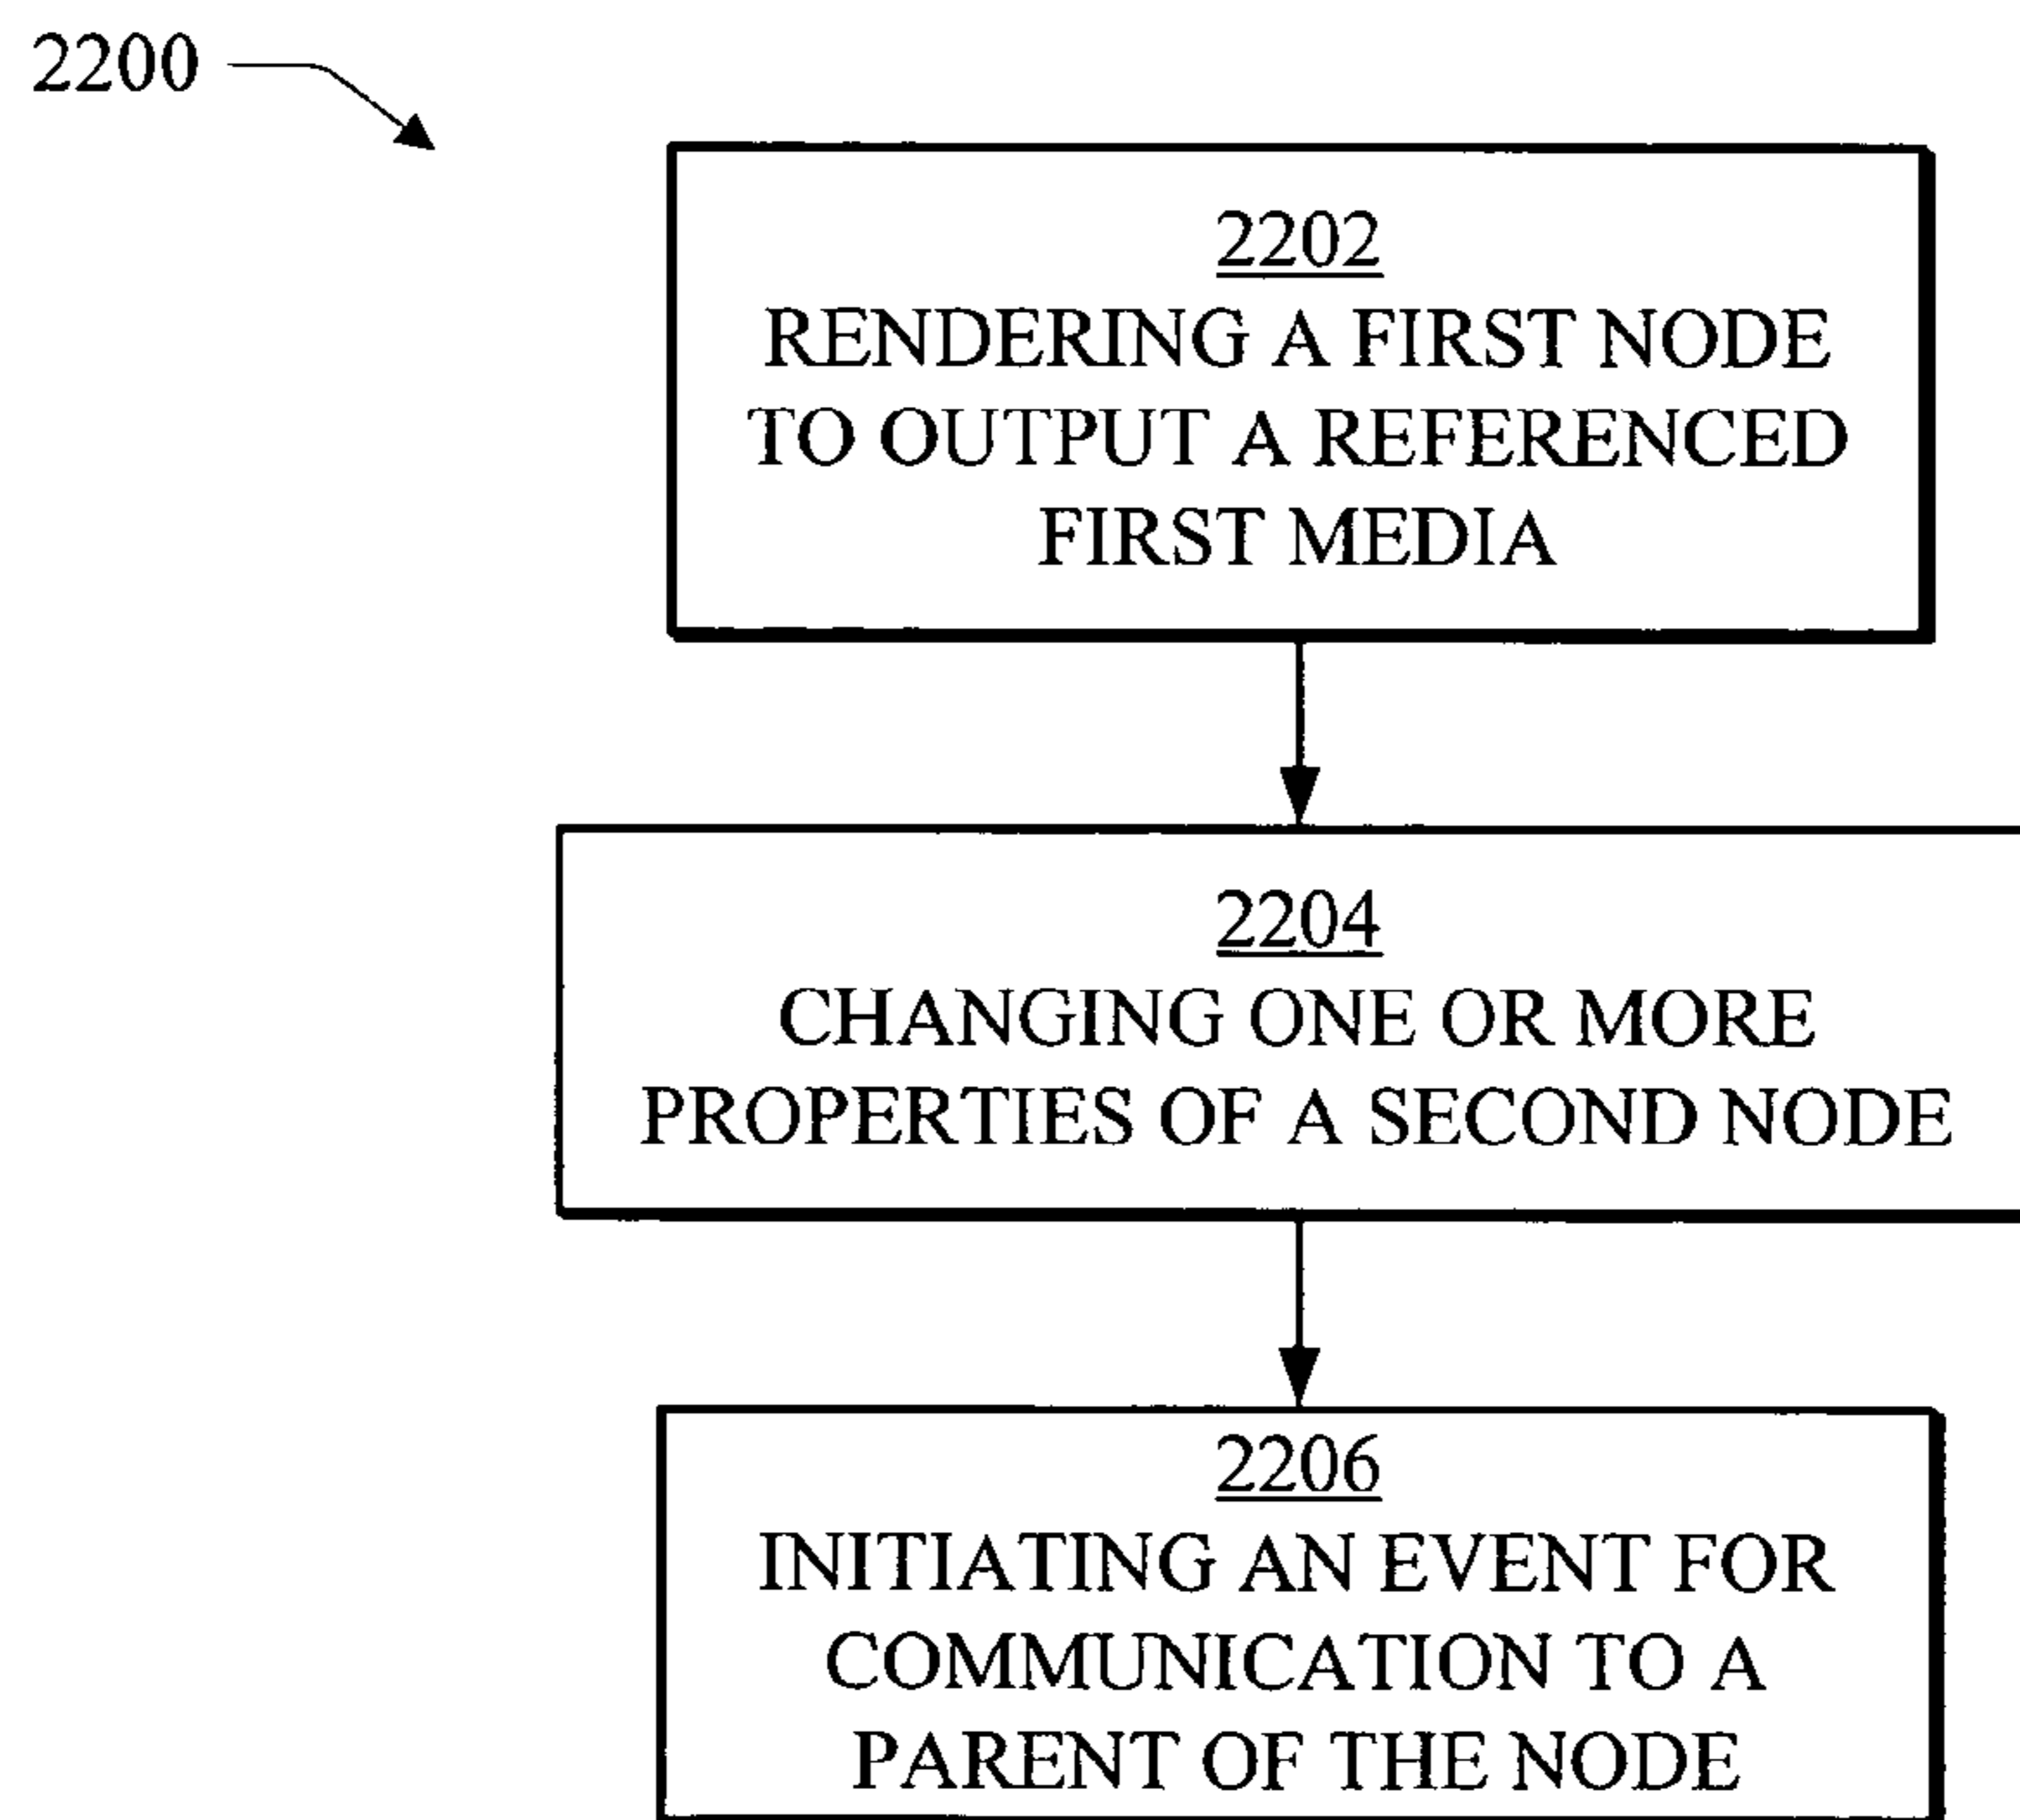 2200
2202
RENDERING A FIRST NODE
TO OUTPUT A REFERENCED
FIRST MEDIA
2204
CHANGING ONE OR MORE
PROPERTIES OF A SECOND NODE
2206
INITIATING AN EVENT FOR
COMMUNICATION TO A
PARENT OF THE NODE